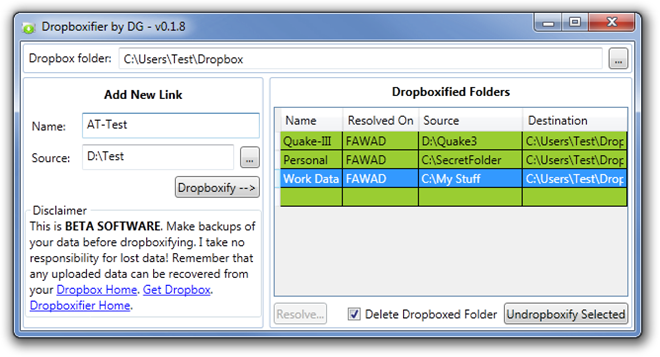 Dropboxifier by DG - v0.1.8
Dropbox folder: C:\Users\Test\Dropbox ...
Add New Link
Name: AT-Test
Source: D:\Test ...
Dropboxify -->
Disclaimer
This is BETA SOFTWARE. Make backups
of your data before dropboxifying. I take no
responsibility for lost data! Remember that
any uploaded data can be recovered from
your Dropbox Home. Get Dropbox.
Dropboxifier Home.
Dropboxified Folders
Name Resolved On Source Destination
Quake-III FAWAD D:\Quake3 C:\Users\Test\Drop
Personal FAWAD C:\SecretFolder C:\Users\Test\Drop
Work Data FAWAD C:\My Stuff C:\Users\Test\Drop
Resolve... Delete Dropboxed Folder Undropboxify Selected